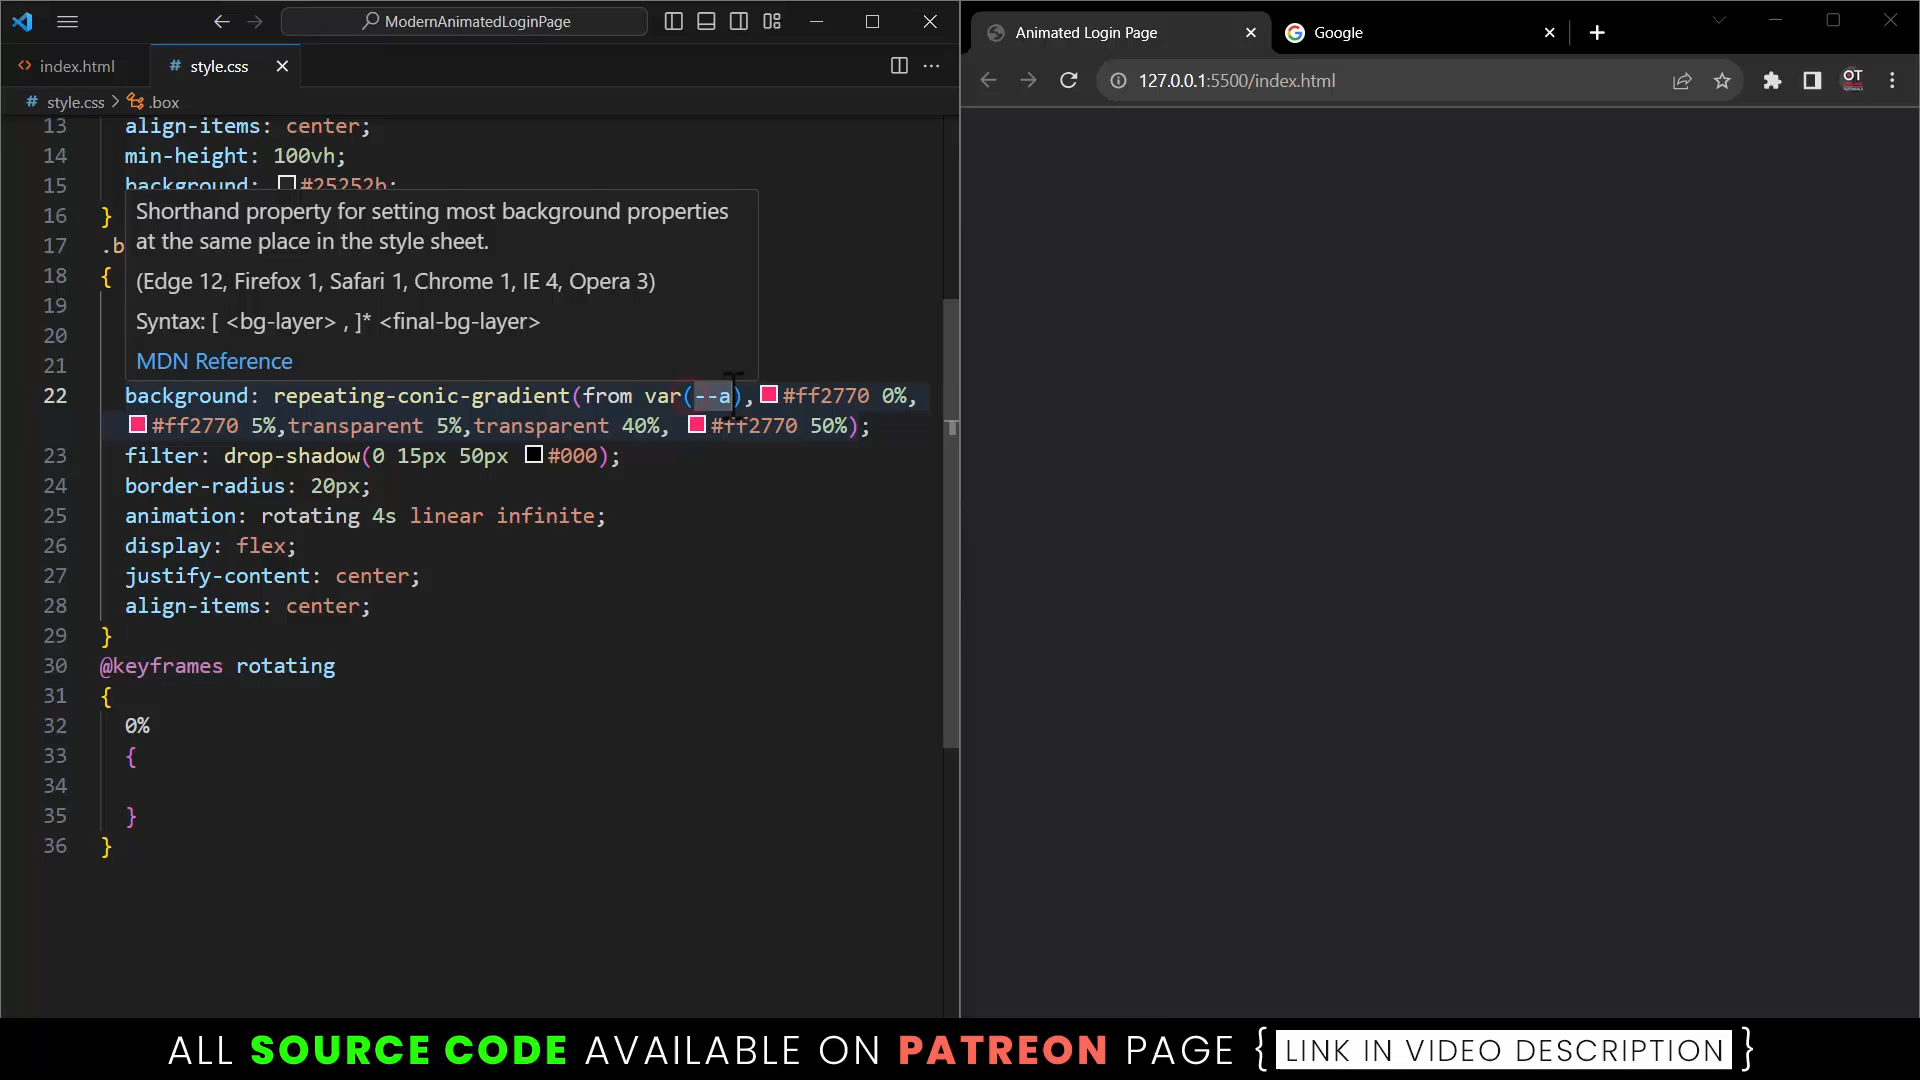 ModernAnimatedLoginPage
index.html
# style.css
# style.css > .box
13 align-items: center;
14 min-height: 100vh;
15 background: #25252b;
16 }
17 .b
18 {
19
20
21
Shorthand property for setting most background properties
at the same place in the style sheet.
(Edge 12, Firefox 1, Safari 1, Chrome 1, IE 4, Opera 3)
Syntax: [ <bg-layer> , ]* <final-bg-layer>
MDN Reference
22 background: repeating-conic-gradient(from var(--a), #ff2770 0%,
#ff2770 5%,transparent 5%,transparent 40%, #ff2770 50%);
23 filter: drop-shadow(0 15px 50px #000);
24 border-radius: 20px;
25 animation: rotating 4s linear infinite;
26 display: flex;
27 justify-content: center;
28 align-items: center;
29 }
30 @keyframes rotating
31 {
32 0%
33 {
34
35 }
36 }
Animated Login Page
Google
127.0.0.1:5500/index.html
OT
ALL SOURCE CODE AVAILABLE ON PATREON PAGE { LINK IN VIDEO DESCRIPTION }